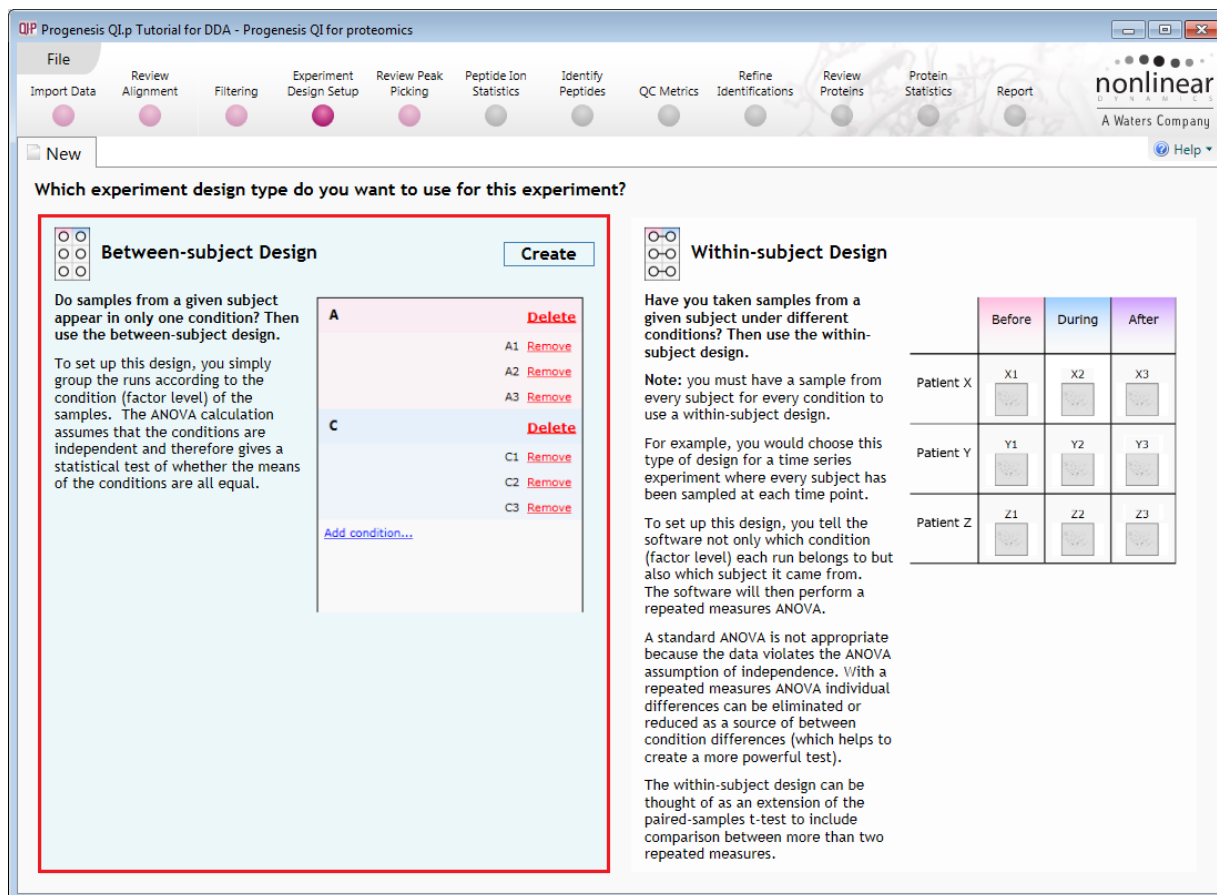 QIP Progenesis QI.p Tutorial for DDA - Progenesis QI for proteomics
File
Import Data
Review
Alignment
Filtering
Experiment
Design Setup
Review Peak
Picking
Peptide Ion
Statistics
Identify
Peptides
QC Metrics
Refine
Identifications
Review
Proteins
Protein
Statistics
Report
nonlinear
DYNAMICS
A Waters Company
New
Help
Which experiment design type do you want to use for this experiment?
Between-subject Design
Create
Do samples from a given subject
appear in only one condition? Then
use the between-subject design.
To set up this design, you simply
group the runs according to the
condition (factor level) of the
samples. The ANOVA calculation
assumes that the conditions are
independent and therefore gives a
statistical test of whether the means
of the conditions are all equal.
A Delete
A1 Remove
A2 Remove
A3 Remove
C Delete
C1 Remove
C2 Remove
C3 Remove
Add condition...
Within-subject Design
Have you taken samples from a
given subject under different
conditions? Then use the within-
subject design.
Note: you must have a sample from
every subject for every condition to
use a within-subject design.
For example, you would choose this
type of design for a time series
experiment where every subject has
been sampled at each time point.
To set up this design, you tell the
software not only which condition
(factor level) each run belongs to but
also which subject it came from.
The software will then perform a
repeated measures ANOVA.
A standard ANOVA is not appropriate
because the data violates the ANOVA
assumption of independence. With a
repeated measures ANOVA individual
differences can be eliminated or
reduced as a source of between
condition differences (which helps to
create a more powerful test).
The within-subject design can be
thought of as an extension of the
paired-samples t-test to include
comparison between more than two
repeated measures.
Before During After
Patient X X1 X2 X3
Patient Y Y1 Y2 Y3
Patient Z Z1 Z2 Z3